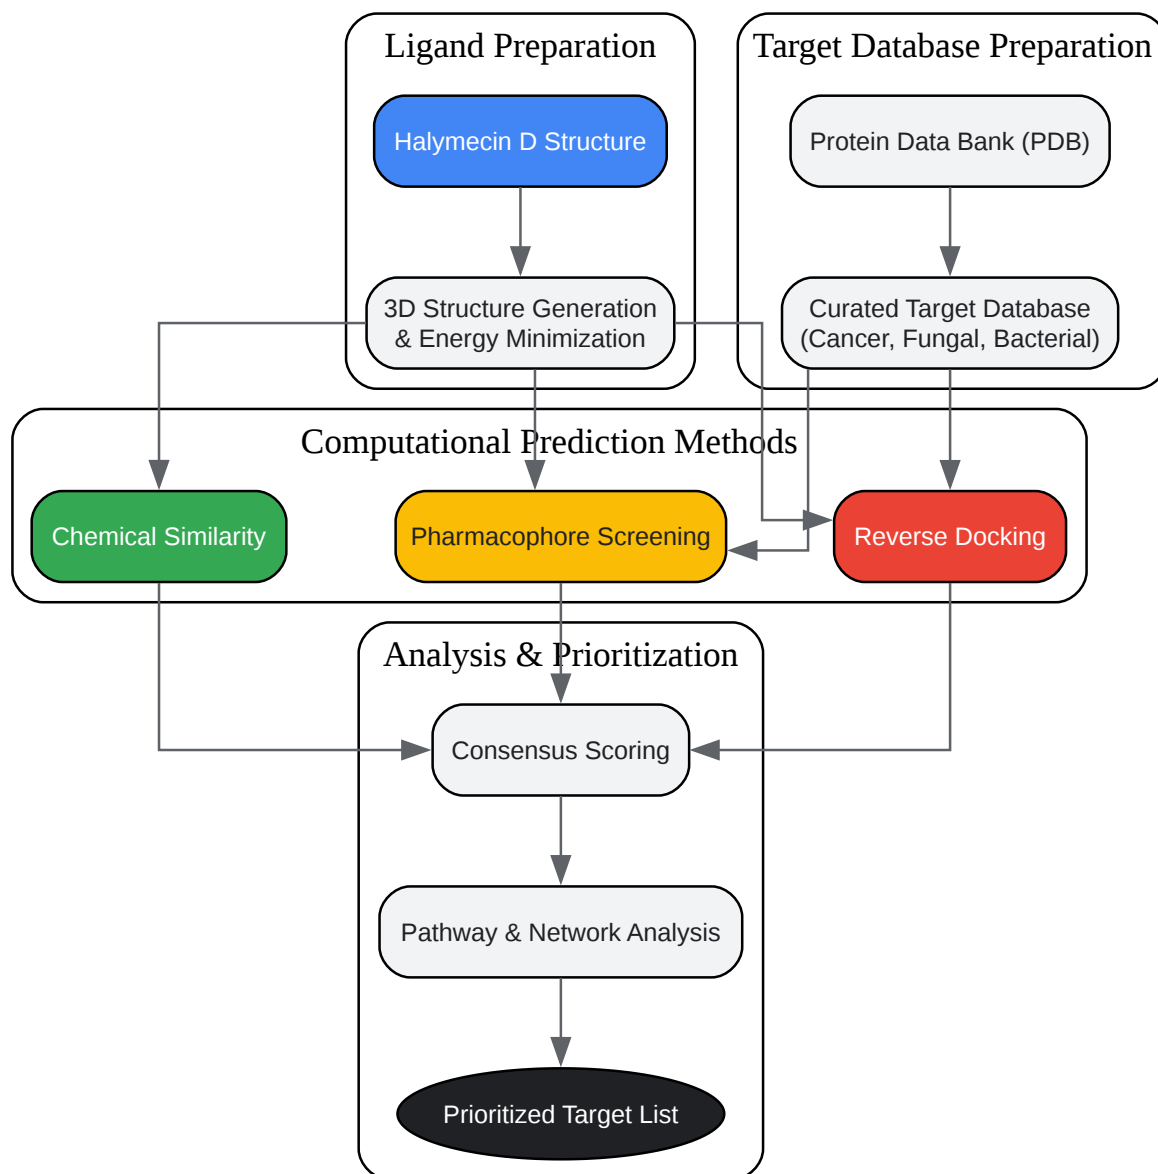 Ligand Preparation
Target Database Preparation
Halymecin D Structure
Protein Data Bank (PDB)
3D Structure Generation
& Energy Minimization
Curated Target Database
(Cancer, Fungal, Bacterial)
Computational Prediction Methods
Chemical Similarity
Pharmacophore Screening
Reverse Docking
Analysis & Prioritization
Consensus Scoring
Pathway & Network Analysis
Prioritized Target List